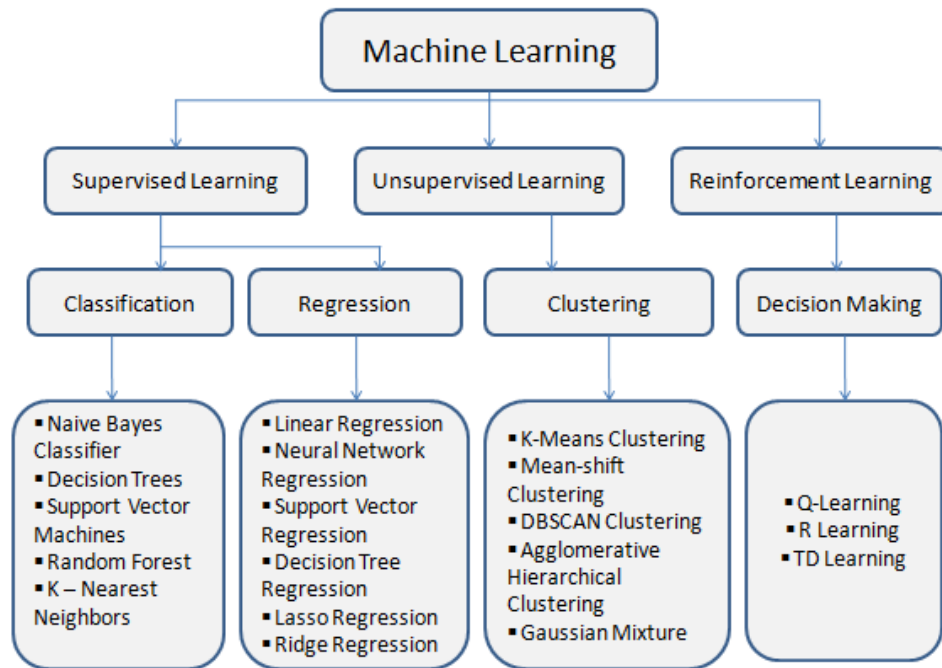 Machine Learning
Supervised Learning
Unsupervised Learning
Reinforcement Learning
Classification
Regression
Clustering
Decision Making
▪ Naive Bayes
Classifier
▪ Decision Trees
▪ Support Vector
Machines
▪ Random Forest
▪ K – Nearest
Neighbors
▪ Linear Regression
▪ Neural Network
Regression
▪ Support Vector
Regression
▪ Decision Tree
Regression
▪ Lasso Regression
▪ Ridge Regression
▪ K-Means Clustering
▪ Mean-shift
Clustering
▪ DBSCAN Clustering
▪ Agglomerative
Hierarchical
Clustering
▪ Gaussian Mixture
▪ Q-Learning
▪ R Learning
▪ TD Learning